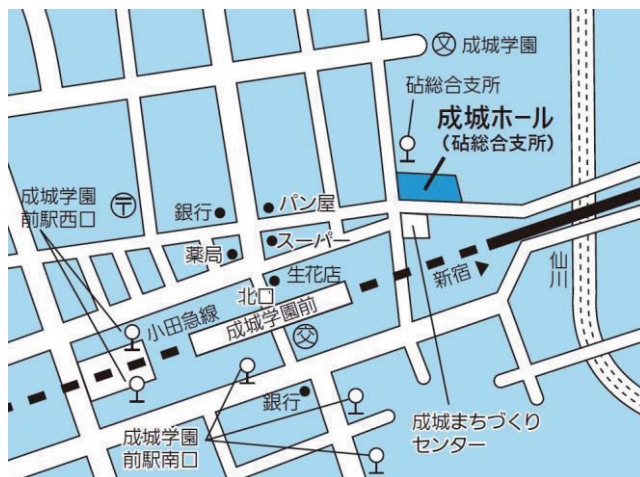 文 成城学園
砧総合支所
成城ホール
(砧総合支所)
成城学園
前駅西口
〒
銀行
パン屋
スーパー
薬局
生花店
北口
新宿
仙川
小田急線
成城学園前
交
銀行
成城学園
前駅南口
成城まちづくり
センター